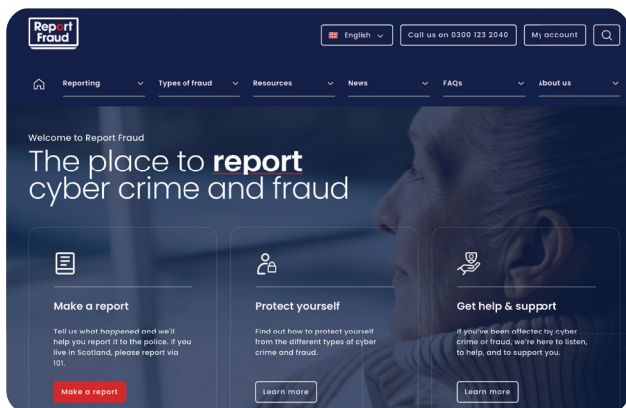 Report
Fraud
English
Call us on 0300 123 2040
My account
Reporting
Types of fraud
Resources
News
FAQs
About us
Welcome to Report Fraud
The place to report
cyber crime and fraud
Make a report
Tell us what happened and we'll
help you report it to the police. If you
live in Scotland, please report via
101.
Make a report
Protect yourself
Find out how to protect yourself
from the different types of cyber
crime and fraud.
Learn more
Get help & support
If you've been affected by cyber
crime or fraud, we're here to listen,
to help, and to support you.
Learn more